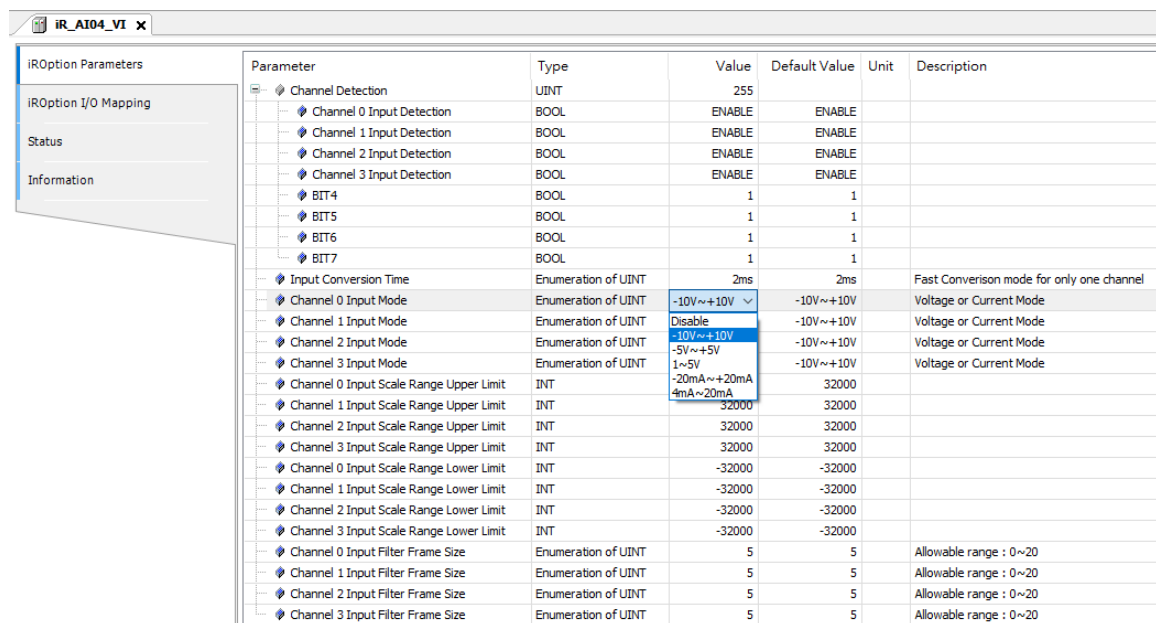 iR_AI04_VI X
iROption Parameters
iROption I/O Mapping
Status
Information
Parameter Type Value Default Value Unit Description
Channel Detection UINT 255
Channel 0 Input Detection BOOL ENABLE ENABLE
Channel 1 Input Detection BOOL ENABLE ENABLE
Channel 2 Input Detection BOOL ENABLE ENABLE
Channel 3 Input Detection BOOL ENABLE ENABLE
BIT4 BOOL 1 1
BIT5 BOOL 1 1
BIT6 BOOL 1 1
BIT7 BOOL 1 1
Input Conversion Time Enumeration of UINT 2ms 2ms Fast Converison mode for only one channel
Channel 0 Input Mode Enumeration of UINT -10V~+10V -10V~+10V Voltage or Current Mode
Channel 1 Input Mode Enumeration of UINT Disable -10V~+10V Voltage or Current Mode
-10V~+10V
Channel 2 Input Mode Enumeration of UINT -5V~+5V -10V~+10V Voltage or Current Mode
Channel 3 Input Mode Enumeration of UINT 1~5V -10V~+10V Voltage or Current Mode
Channel 0 Input Scale Range Upper Limit INT -20mA~+20mA 32000
4mA~20mA
Channel 1 Input Scale Range Upper Limit INT 32000 32000
Channel 2 Input Scale Range Upper Limit INT 32000 32000
Channel 3 Input Scale Range Upper Limit INT 32000 32000
Channel 0 Input Scale Range Lower Limit INT -32000 -32000
Channel 1 Input Scale Range Lower Limit INT -32000 -32000
Channel 2 Input Scale Range Lower Limit INT -32000 -32000
Channel 3 Input Scale Range Lower Limit INT -32000 -32000
Channel 0 Input Filter Frame Size Enumeration of UINT 5 5 Allowable range : 0~20
Channel 1 Input Filter Frame Size Enumeration of UINT 5 5 Allowable range : 0~20
Channel 2 Input Filter Frame Size Enumeration of UINT 5 5 Allowable range : 0~20
Channel 3 Input Filter Frame Size Enumeration of UINT 5 5 Allowable range : 0~20